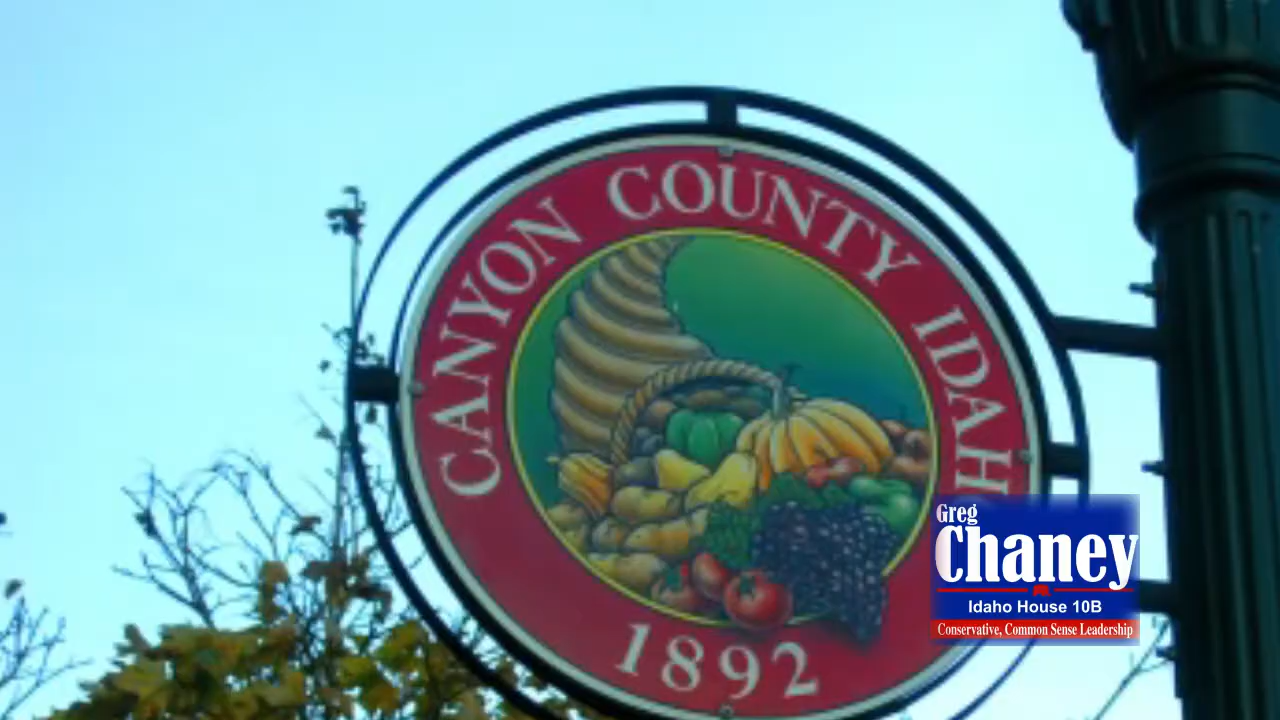 CANYON COUNTY IDAHO
1892
Greg
Chaney
Idaho House 10B
Conservative, Common Sense Leadership